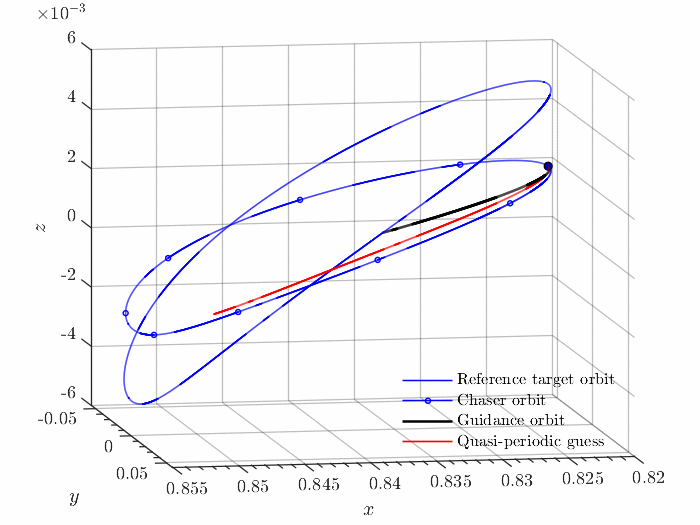 ×10⁻³
6
4
2
0
-2
-4
-6
z
-0.05
0
0.05
y
0.855
0.85
0.845
0.84
0.835
0.83
0.825
0.82
x
Reference target orbit
Chaser orbit
Guidance orbit
Quasi-periodic guess